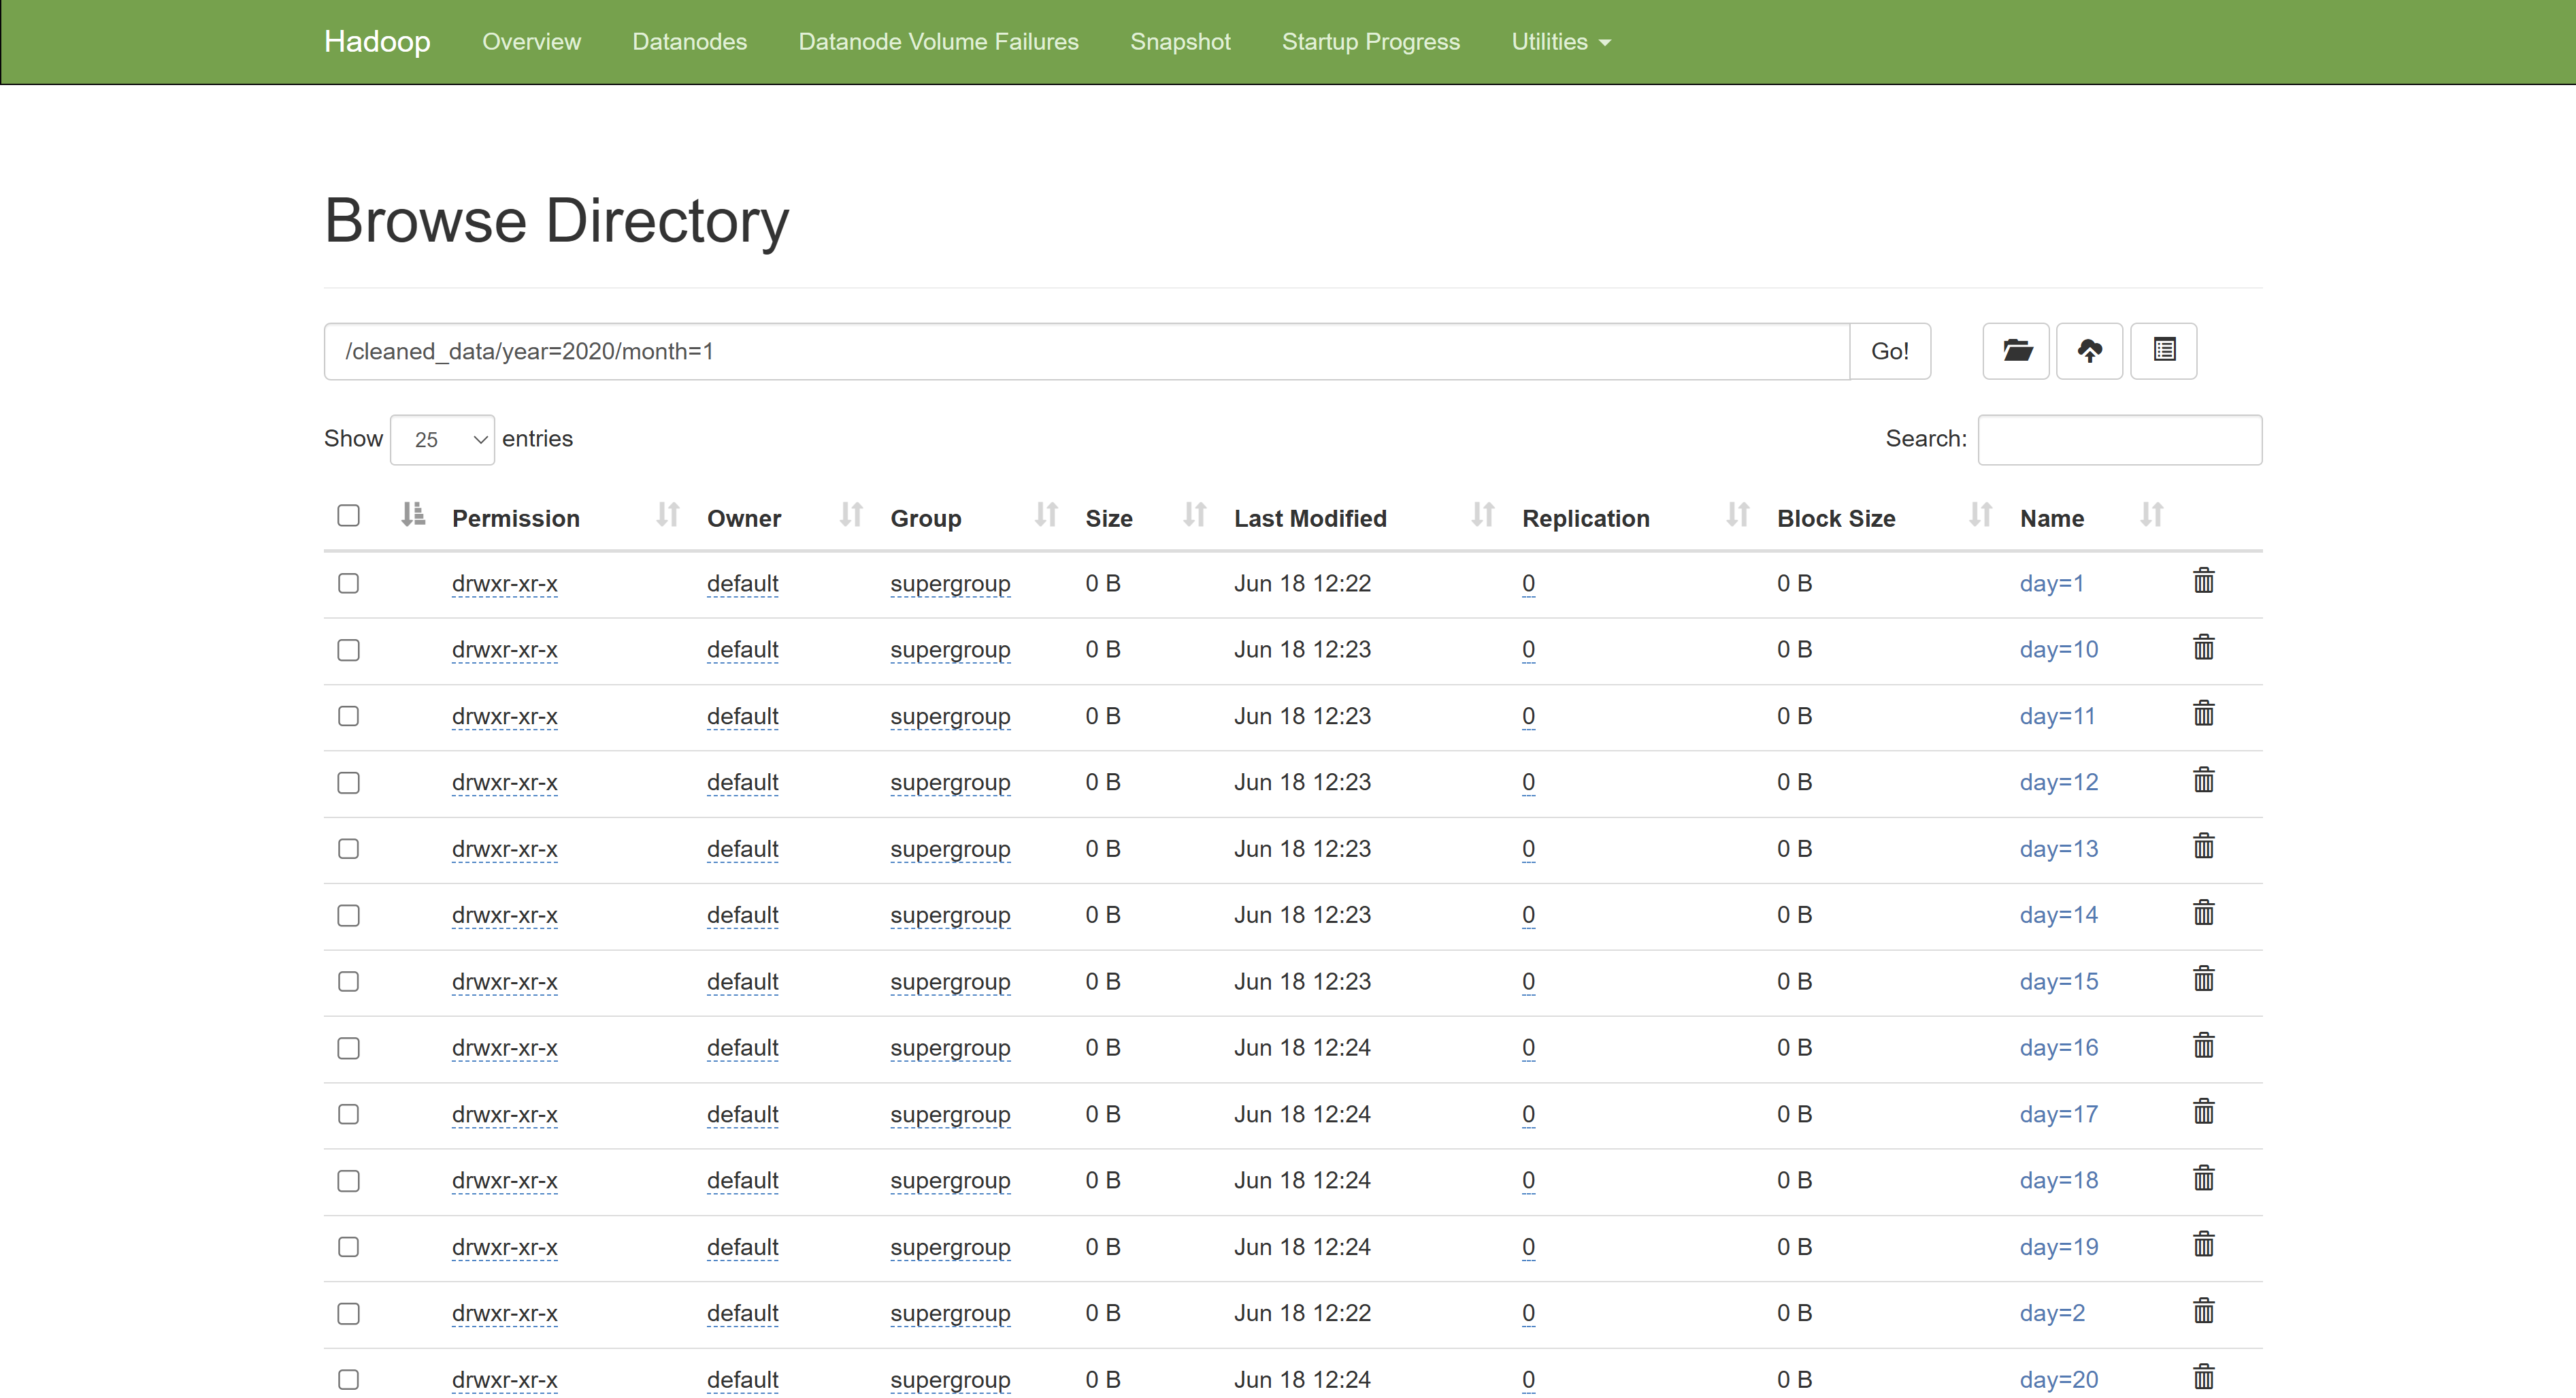 Hadoop Overview Datanodes Datanode Volume Failures Snapshot Startup Progress Utilities
Browse Directory
/cleaned_data/year=2020/month=1 Go!
Show 25 entries Search:
Permission Owner Group Size Last Modified Replication Block Size Name
drwxr-xr-x default supergroup 0 B Jun 18 12:22 0 0 B day=1
drwxr-xr-x default supergroup 0 B Jun 18 12:23 0 0 B day=10
drwxr-xr-x default supergroup 0 B Jun 18 12:23 0 0 B day=11
drwxr-xr-x default supergroup 0 B Jun 18 12:23 0 0 B day=12
drwxr-xr-x default supergroup 0 B Jun 18 12:23 0 0 B day=13
drwxr-xr-x default supergroup 0 B Jun 18 12:23 0 0 B day=14
drwxr-xr-x default supergroup 0 B Jun 18 12:23 0 0 B day=15
drwxr-xr-x default supergroup 0 B Jun 18 12:24 0 0 B day=16
drwxr-xr-x default supergroup 0 B Jun 18 12:24 0 0 B day=17
drwxr-xr-x default supergroup 0 B Jun 18 12:24 0 0 B day=18
drwxr-xr-x default supergroup 0 B Jun 18 12:24 0 0 B day=19
drwxr-xr-x default supergroup 0 B Jun 18 12:22 0 0 B day=2
drwxr-xr-x default supergroup 0 B Jun 18 12:24 0 0 B day=20